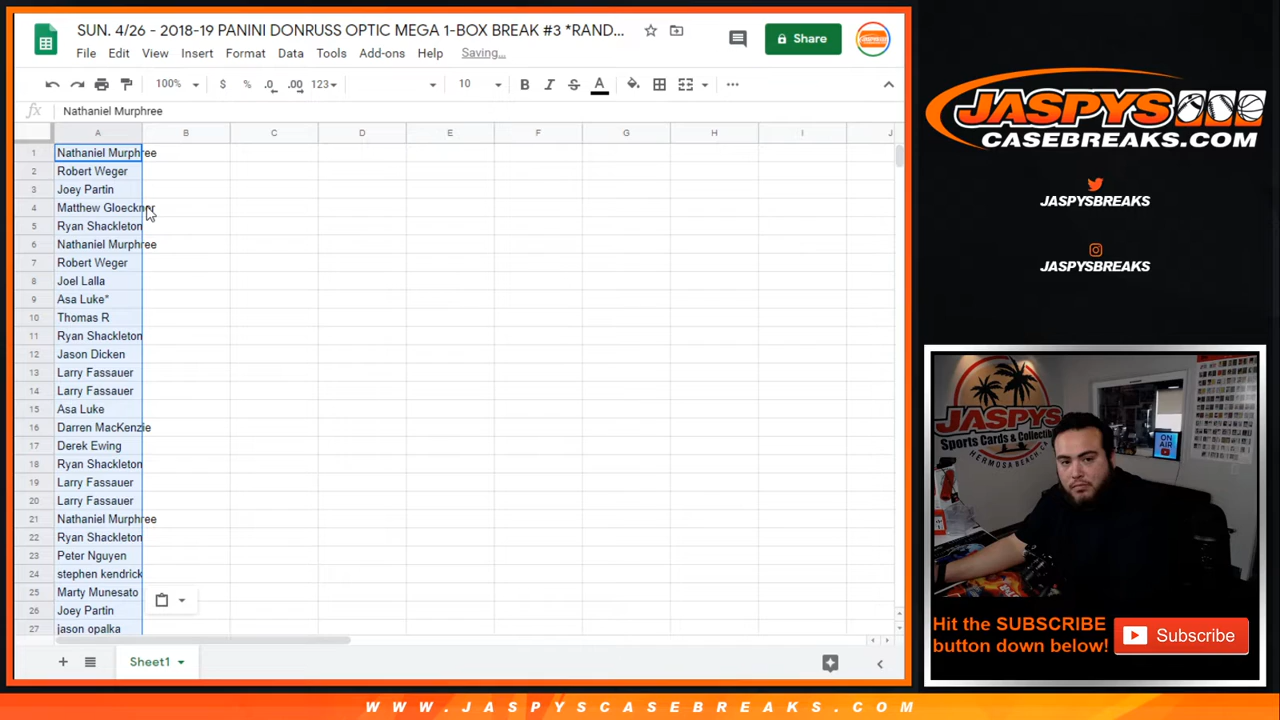 SUN. 4/26 - 2018-19 PANINI DONRUSS OPTIC MEGA 1-BOX BREAK #3 *RAND...
File Edit View Insert Format Data Tools Add-ons Help Saving...
Share
100% $ % .0 .00 123 10 B I S A
fx Nathaniel Murphree
A B C D E F G H I J
1 Nathaniel Murphree
2 Robert Weger
3 Joey Partin
4 Matthew Gloeckner
5 Ryan Shackleton
6 Nathaniel Murphree
7 Robert Weger
8 Joel Lalla
9 Asa Luke*
10 Thomas R
11 Ryan Shackleton
12 Jason Dicken
13 Larry Fassauer
14 Larry Fassauer
15 Asa Luke
16 Darren MacKenzie
17 Derek Ewing
18 Ryan Shackleton
19 Larry Fassauer
20 Larry Fassauer
21 Nathaniel Murphree
22 Ryan Shackleton
23 Peter Nguyen
24 stephen kendrick
25 Marty Munesato
26 Joey Partin
27 jason opalka
Sheet1
JASPYS
CASEBREAKS.COM
JASPYSBREAKS
JASPYSBREAKS
JASPYS
Sports Cards & Collectib
HERMOSA BEACH, CA
ON
AIR
Hit the SUBSCRIBE
button down below!
Subscribe
WWW.JASPYSCASEBREAKS.COM